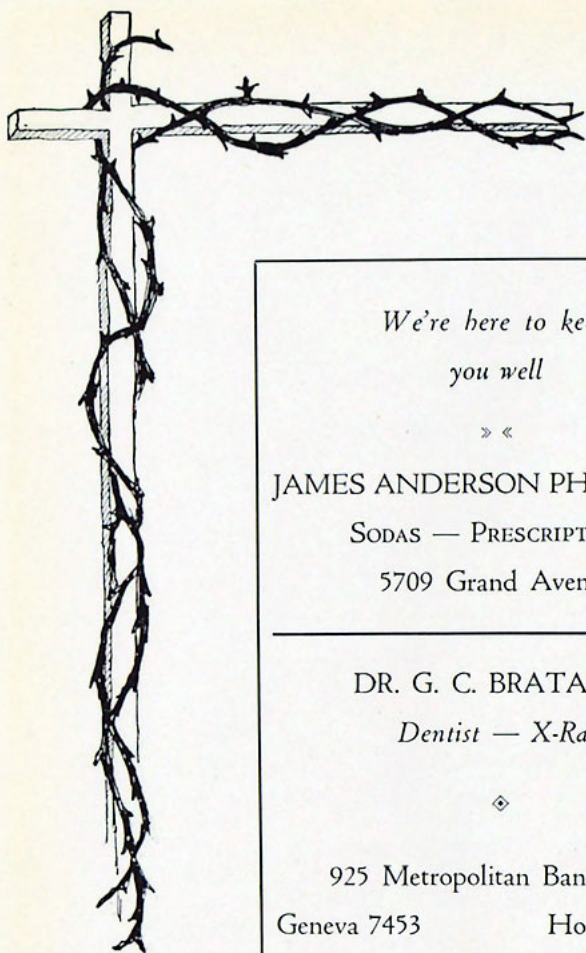 We're here to ke
you well
» «
JAMES ANDERSON PH
SODAS — PRESCRIPT
5709 Grand Aven
DR. G. C. BRATA
Dentist — X-Ra
925 Metropolitan Ban
Geneva 7453 Ho